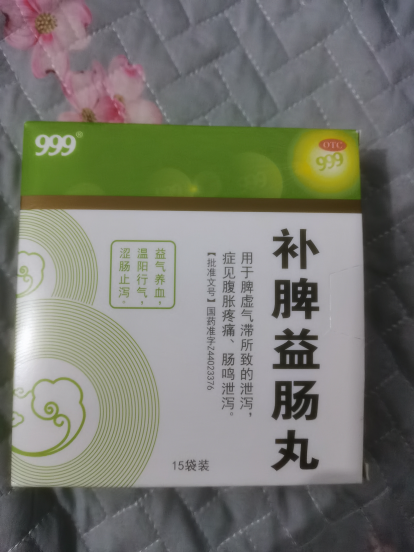 999®
OTC
999
补脾益肠丸
用于脾虚气滞所致的泄泻,
症见腹胀疼痛、肠鸣泄泻。
【批准文号】国药准字Z44023376
益气养血,
温阳行气,
涩肠止泻。
15袋装